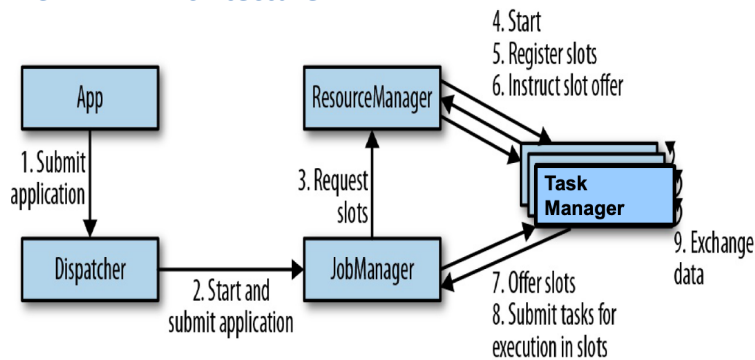 4. Start
5. Register slots
6. Instruct slot offer
App
ResourceManager
1. Submit
application
3. Request
slots
Task
Manager
Dispatcher
JobManager
9. Exchange
data
2. Start and
submit application
7. Offer slots
8. Submit tasks for
execution in slots